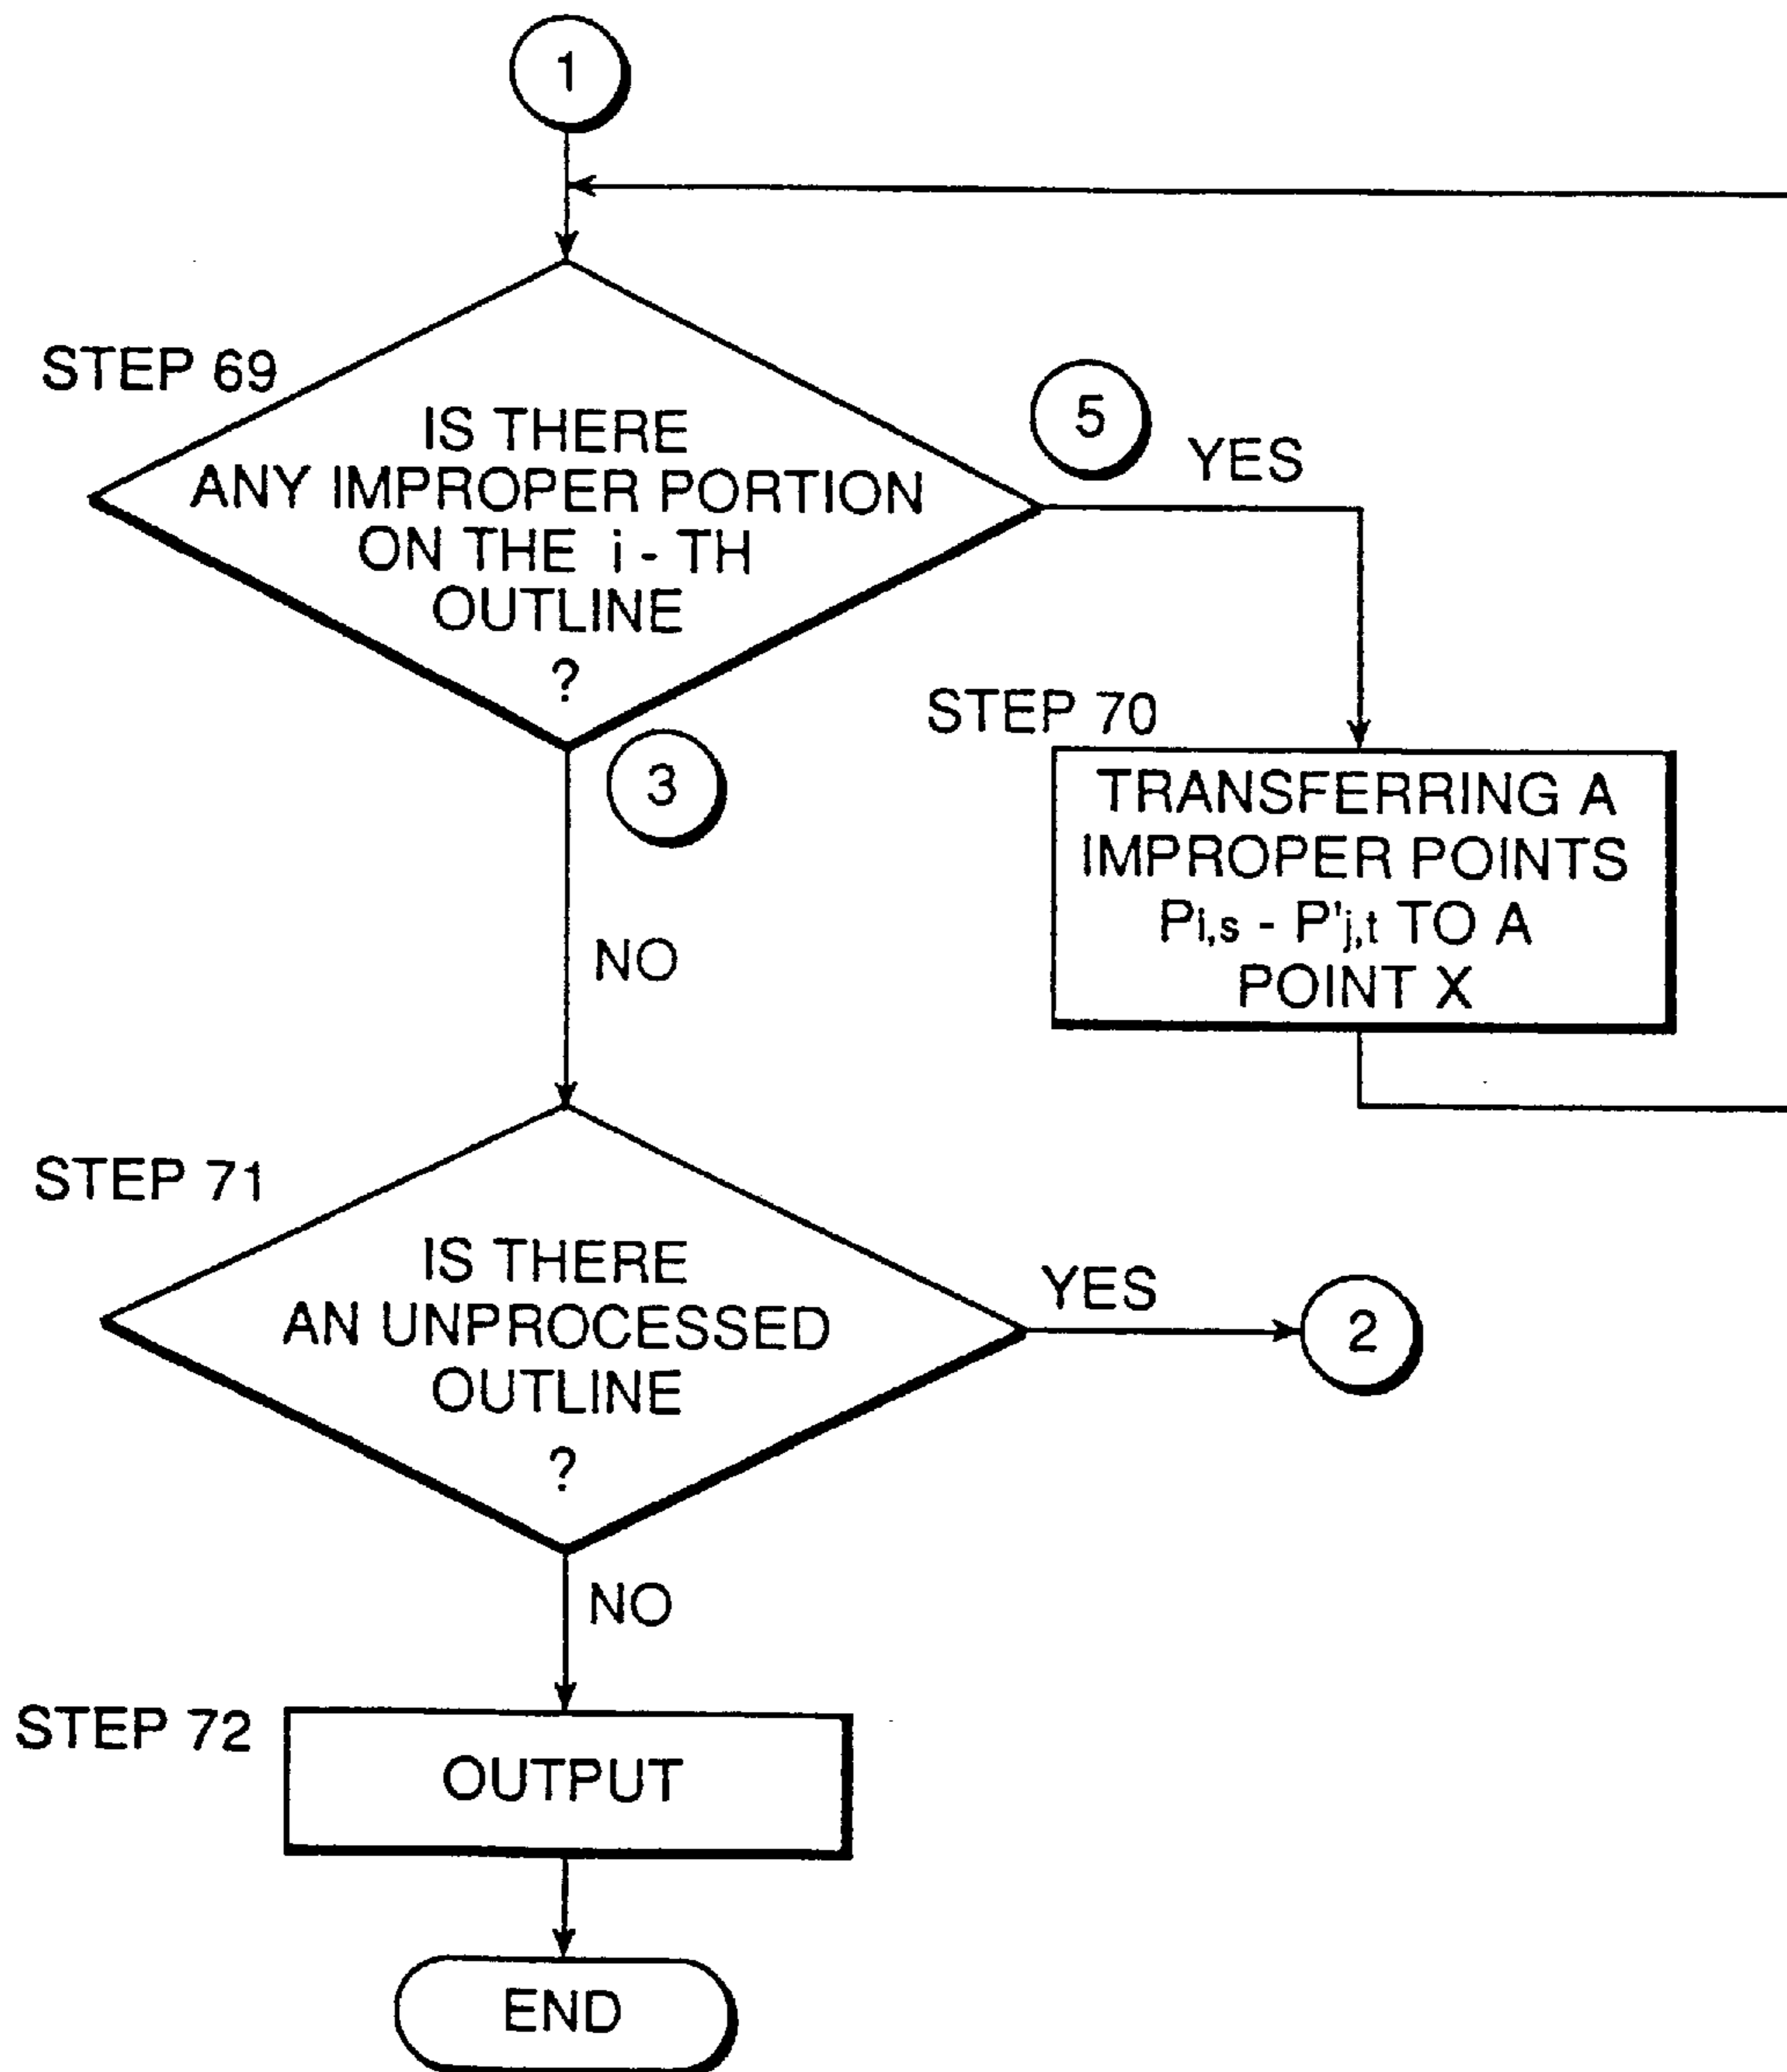 1
STEP 69
IS THERE
ANY IMPROPER PORTION
ON THE i - TH
OUTLINE
?
5
YES
3
NO
STEP 70
TRANSFERRING A
IMPROPER POINTS
Pi,s - P'j,t TO A
POINT X
STEP 71
IS THERE
AN UNPROCESSED
OUTLINE
?
YES
2
NO
STEP 72
OUTPUT
END